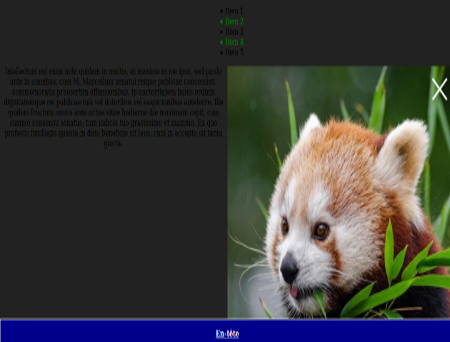 Item 1
Item 2
Item 3
Item 4
Item 5
Intellectum est enim mihi quidem in multis, et maxime in me ipso, sed paulo
ante in omnibus, cum M. Marcellum senatui reique publicae concessisti,
commemoratis praesertim offensionibus, te auctoritatem huius ordinis
dignitatemque rei publicae tuis vel doloribus vel suspicionibus anteferre. Ille
quidem fructum omnis ante actae vitae hodierno die maximum cepit, cum
summo consensu senatus, tum iudicio tuo gravissimo et maximo. Ex quo
profecto intellegis quanta in dato beneficio sit laus, cum in accepto sit tanta
gloria.
En-tête